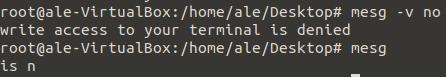 root@ale-VirtualBox:/home/ale/Desktop# mesg -v no
write access to your terminal is denied
root@ale-VirtualBox:/home/ale/Desktop# mesg
is n